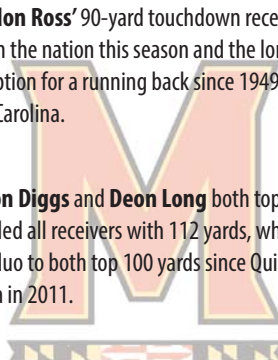 don Ross’ 90-yard touchdown rece
n the nation this season and the lo
ption for a running back since 1949
Carolina.
on Diggs and Deon Long both top
led all receivers with 112 yards, wh
duo to both top 100 yards since Qui
in 2011.